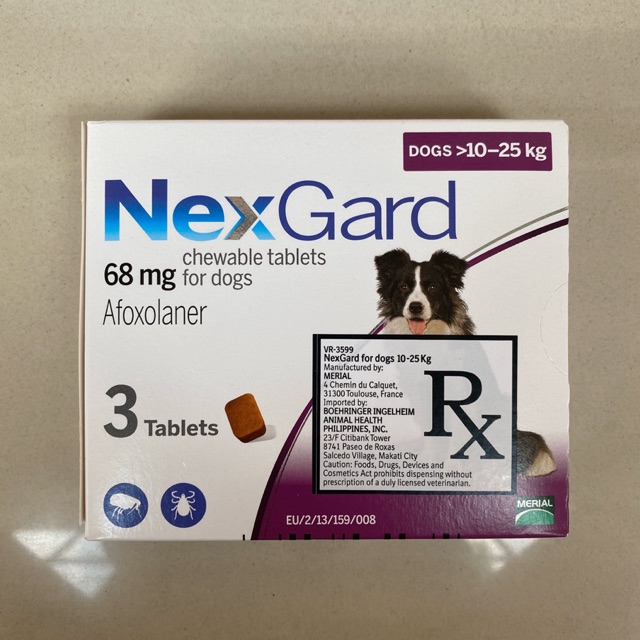 DOGS >10–25 kg
NexGard
chewable tablets
68 mg for dogs
Afoxolaner
3 Tablets
VR-3599
NexGard for dogs 10-25 Kg
Manufactured by:
MERIAL
4 Chemin du Calquet,
31300 Toulouse, France
Imported by:
BOEHRINGER INGELHEIM
ANIMAL HEALTH
PHILIPPINES, INC.
23/F Citibank Tower
8741 Paseo de Roxas
Salcedo Village, Makati City
Caution: Foods, Drugs, Devices and
Cosmetics Act prohibits dispensing without
prescription of a duly licensed veterinarian.
Rx
MERIAL
EU/2/13/159/008